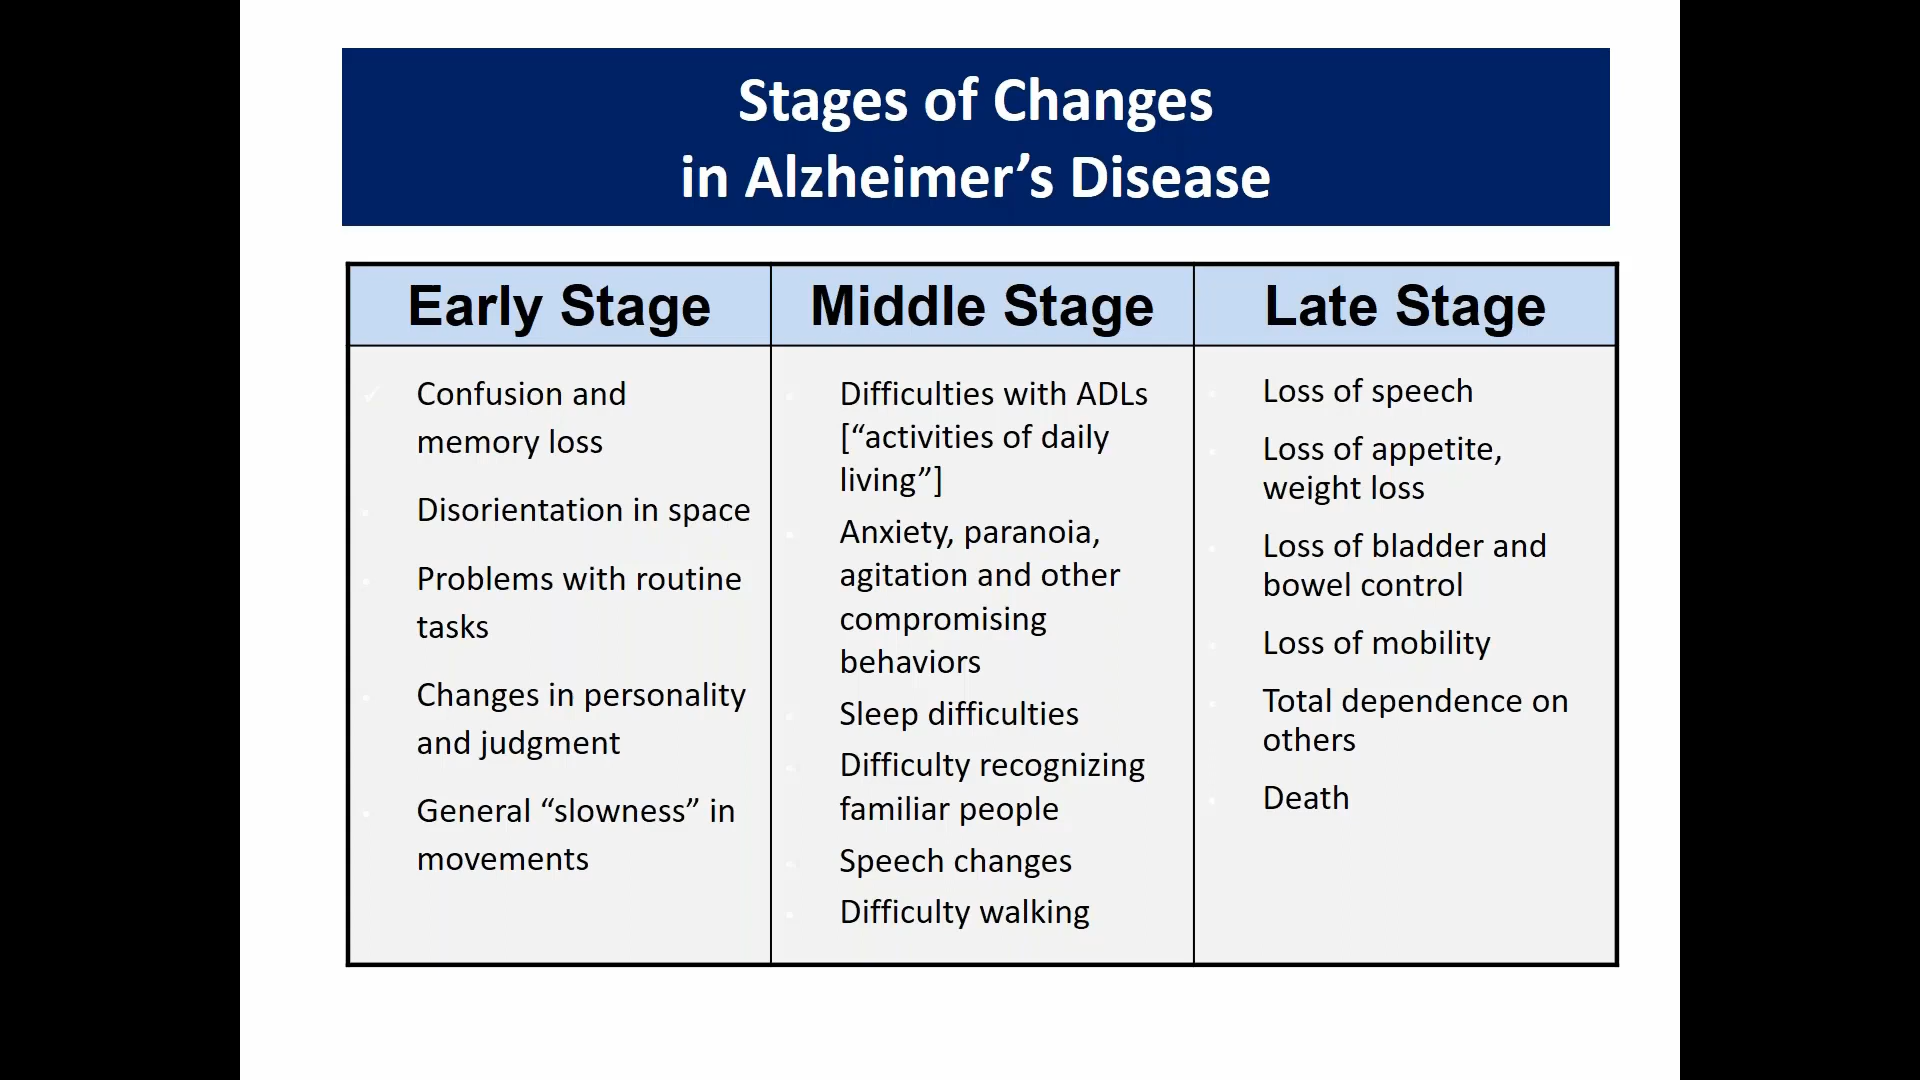 Stages of Changes
in Alzheimer’s Disease
Early Stage
Confusion and
memory loss
Disorientation in space
Problems with routine
tasks
Changes in personality
and judgment
General “slowness” in
movements
Middle Stage
Difficulties with ADLs
[“activities of daily
living”]
Anxiety, paranoia,
agitation and other
compromising
behaviors
Sleep difficulties
Difficulty recognizing
familiar people
Speech changes
Difficulty walking
Late Stage
Loss of speech
Loss of appetite,
weight loss
Loss of bladder and
bowel control
Loss of mobility
Total dependence on
others
Death